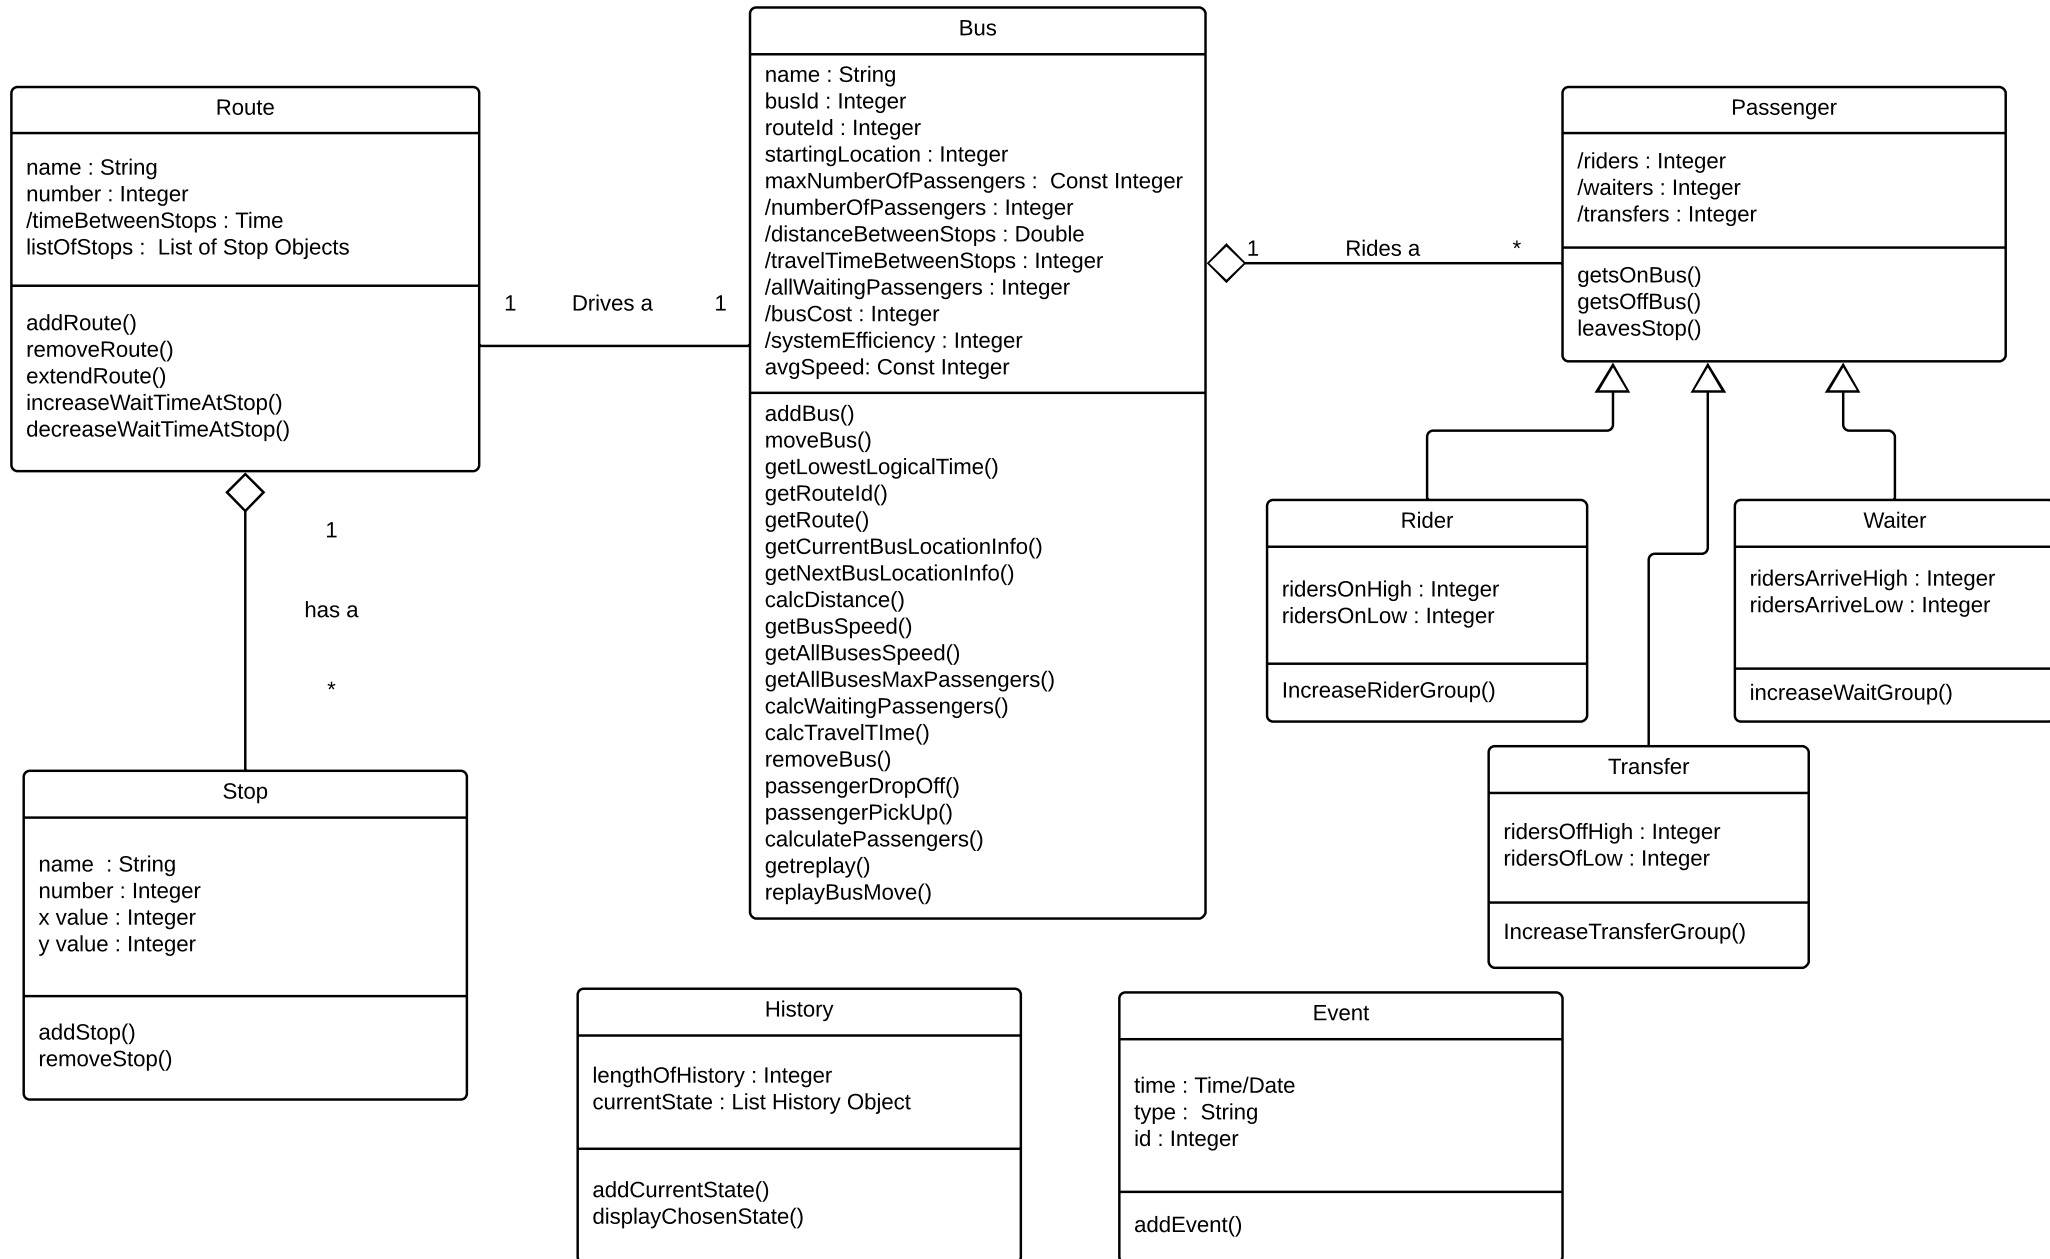 Bus
name : String
busId : Integer
routeId : Integer
startingLocation : Integer
maxNumberOfPassengers :  Const Integer
/numberOfPassengers : Integer
/distanceBetweenStops : Double
/travelTimeBetweenStops : Integer
/allWaitingPassengers : Integer
/busCost : Integer
/systemEfficiency : Integer
avgSpeed: Const Integer
addBus()
moveBus()
getLowestLogicalTime()
getRouteId()
getRoute()
getCurrentBusLocationInfo()
getNextBusLocationInfo()
calcDistance()
getBusSpeed()
getAllBusesSpeed()
getAllBusesMaxPassengers()
calcWaitingPassengers()
calcTravelTIme()
removeBus()
passengerDropOff()
passengerPickUp()
calculatePassengers()
getreplay()
replayBusMove()
Route
name : String
number : Integer
/timeBetweenStops : Time
listOfStops :  List of Stop Objects
addRoute()
removeRoute()
extendRoute()
increaseWaitTimeAtStop()
decreaseWaitTimeAtStop()
1 Drives a 1
Passenger
/riders : Integer
/waiters : Integer
/transfers : Integer
getsOnBus()
getsOffBus()
leavesStop()
1 Rides a *
1
has a
*
Rider
ridersOnHigh : Integer
ridersOnLow : Integer
IncreaseRiderGroup()
Waiter
ridersArriveHigh : Integer
ridersArriveLow : Integer
increaseWaitGroup()
Transfer
ridersOffHigh : Integer
ridersOfLow : Integer
IncreaseTransferGroup()
Stop
name  : String
number : Integer
x value : Integer
y value : Integer
addStop()
removeStop()
History
lengthOfHistory : Integer
currentState : List History Object
addCurrentState()
displayChosenState()
Event
time : Time/Date
type :  String
id : Integer
addEvent()